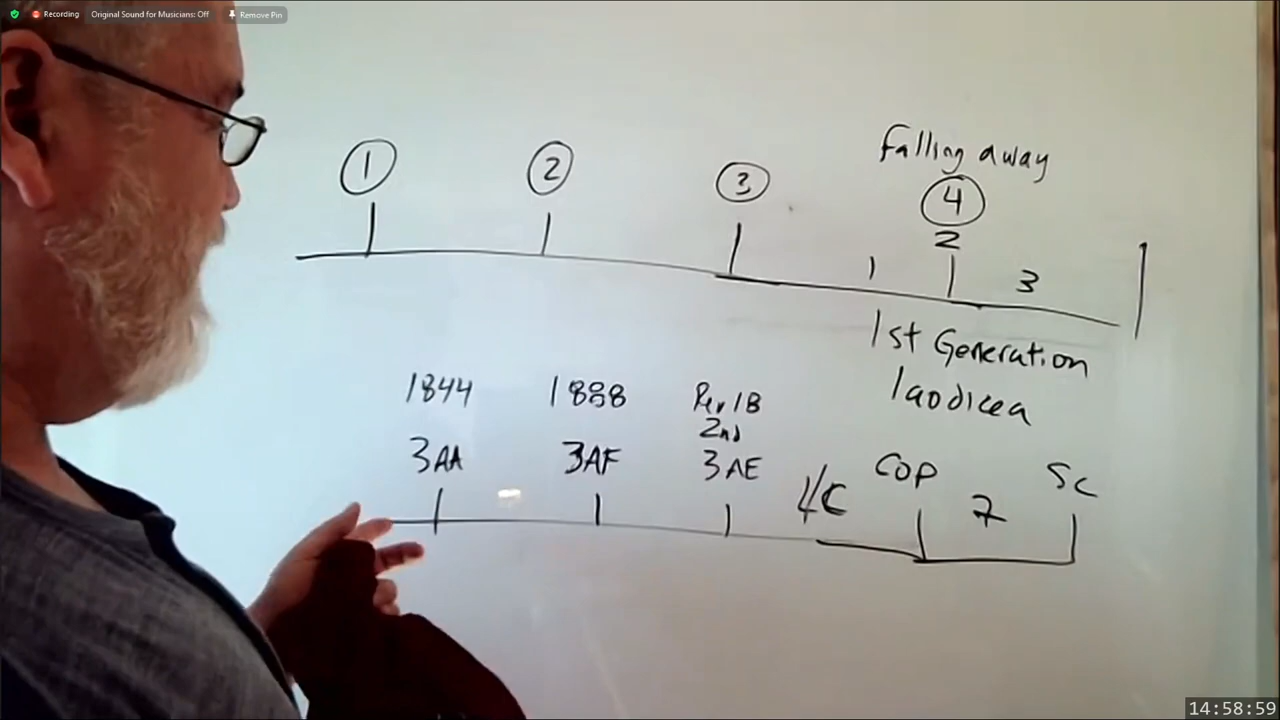 Recording Original Sound for Musicians: Off Remove Pin
falling away
1 2 3 4
2
1 3
1st Generation
laodicea
1844 1888 Rev 18
2nd
3AA 3AF 3AE COP SC
7
14:58:59